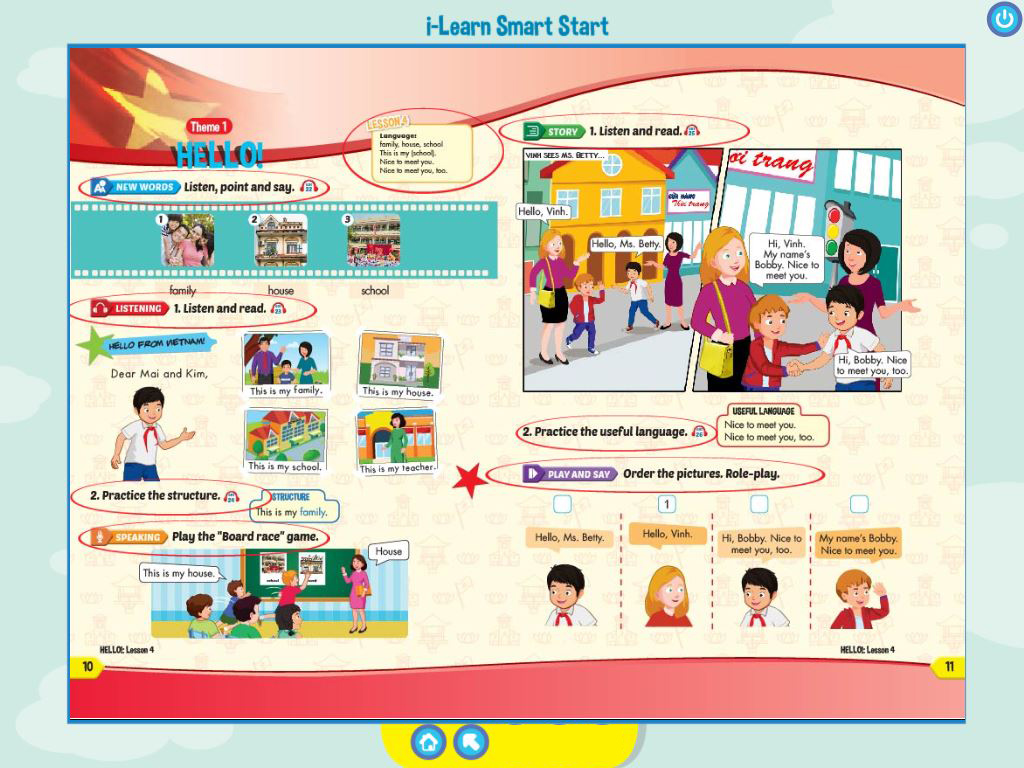 i-Learn Smart Start
Theme 1
HELLO!
LESSON 4
Language:
family, house, school
This is my (school).
Nice to meet you.
Nice to meet you, too.
NEW WORDS Listen, point and say.
1
2
3
family
house
school
LISTENING 1. Listen and read.
HELLO FROM VIETNAM!
Dear Mai and Kim,
This is my family.
This is my house.
This is my school.
This is my teacher.
2. Practice the structure.
STRUCTURE
This is my family.
SPEAKING Play the "Board race" game.
This is my house.
House
HELLO!: Lesson 4
10
STORY 1. Listen and read.
VINH SEES MS. BETTY...
Hello, Vinh.
Hello, Ms. Betty.
CỬA HÀNG
Thời trang
ời trang
Hi, Vinh.
My name's
Bobby. Nice to
meet you.
Hi, Bobby. Nice
to meet you, too.
2. Practice the useful language.
USEFUL LANGUAGE
Nice to meet you.
Nice to meet you, too.
PLAY AND SAY Order the pictures. Role-play.
1
Hello, Ms. Betty.
Hello, Vinh.
Hi, Bobby. Nice to
meet you, too.
My name's Bobby.
Nice to meet you.
HELLO!: Lesson 4
11